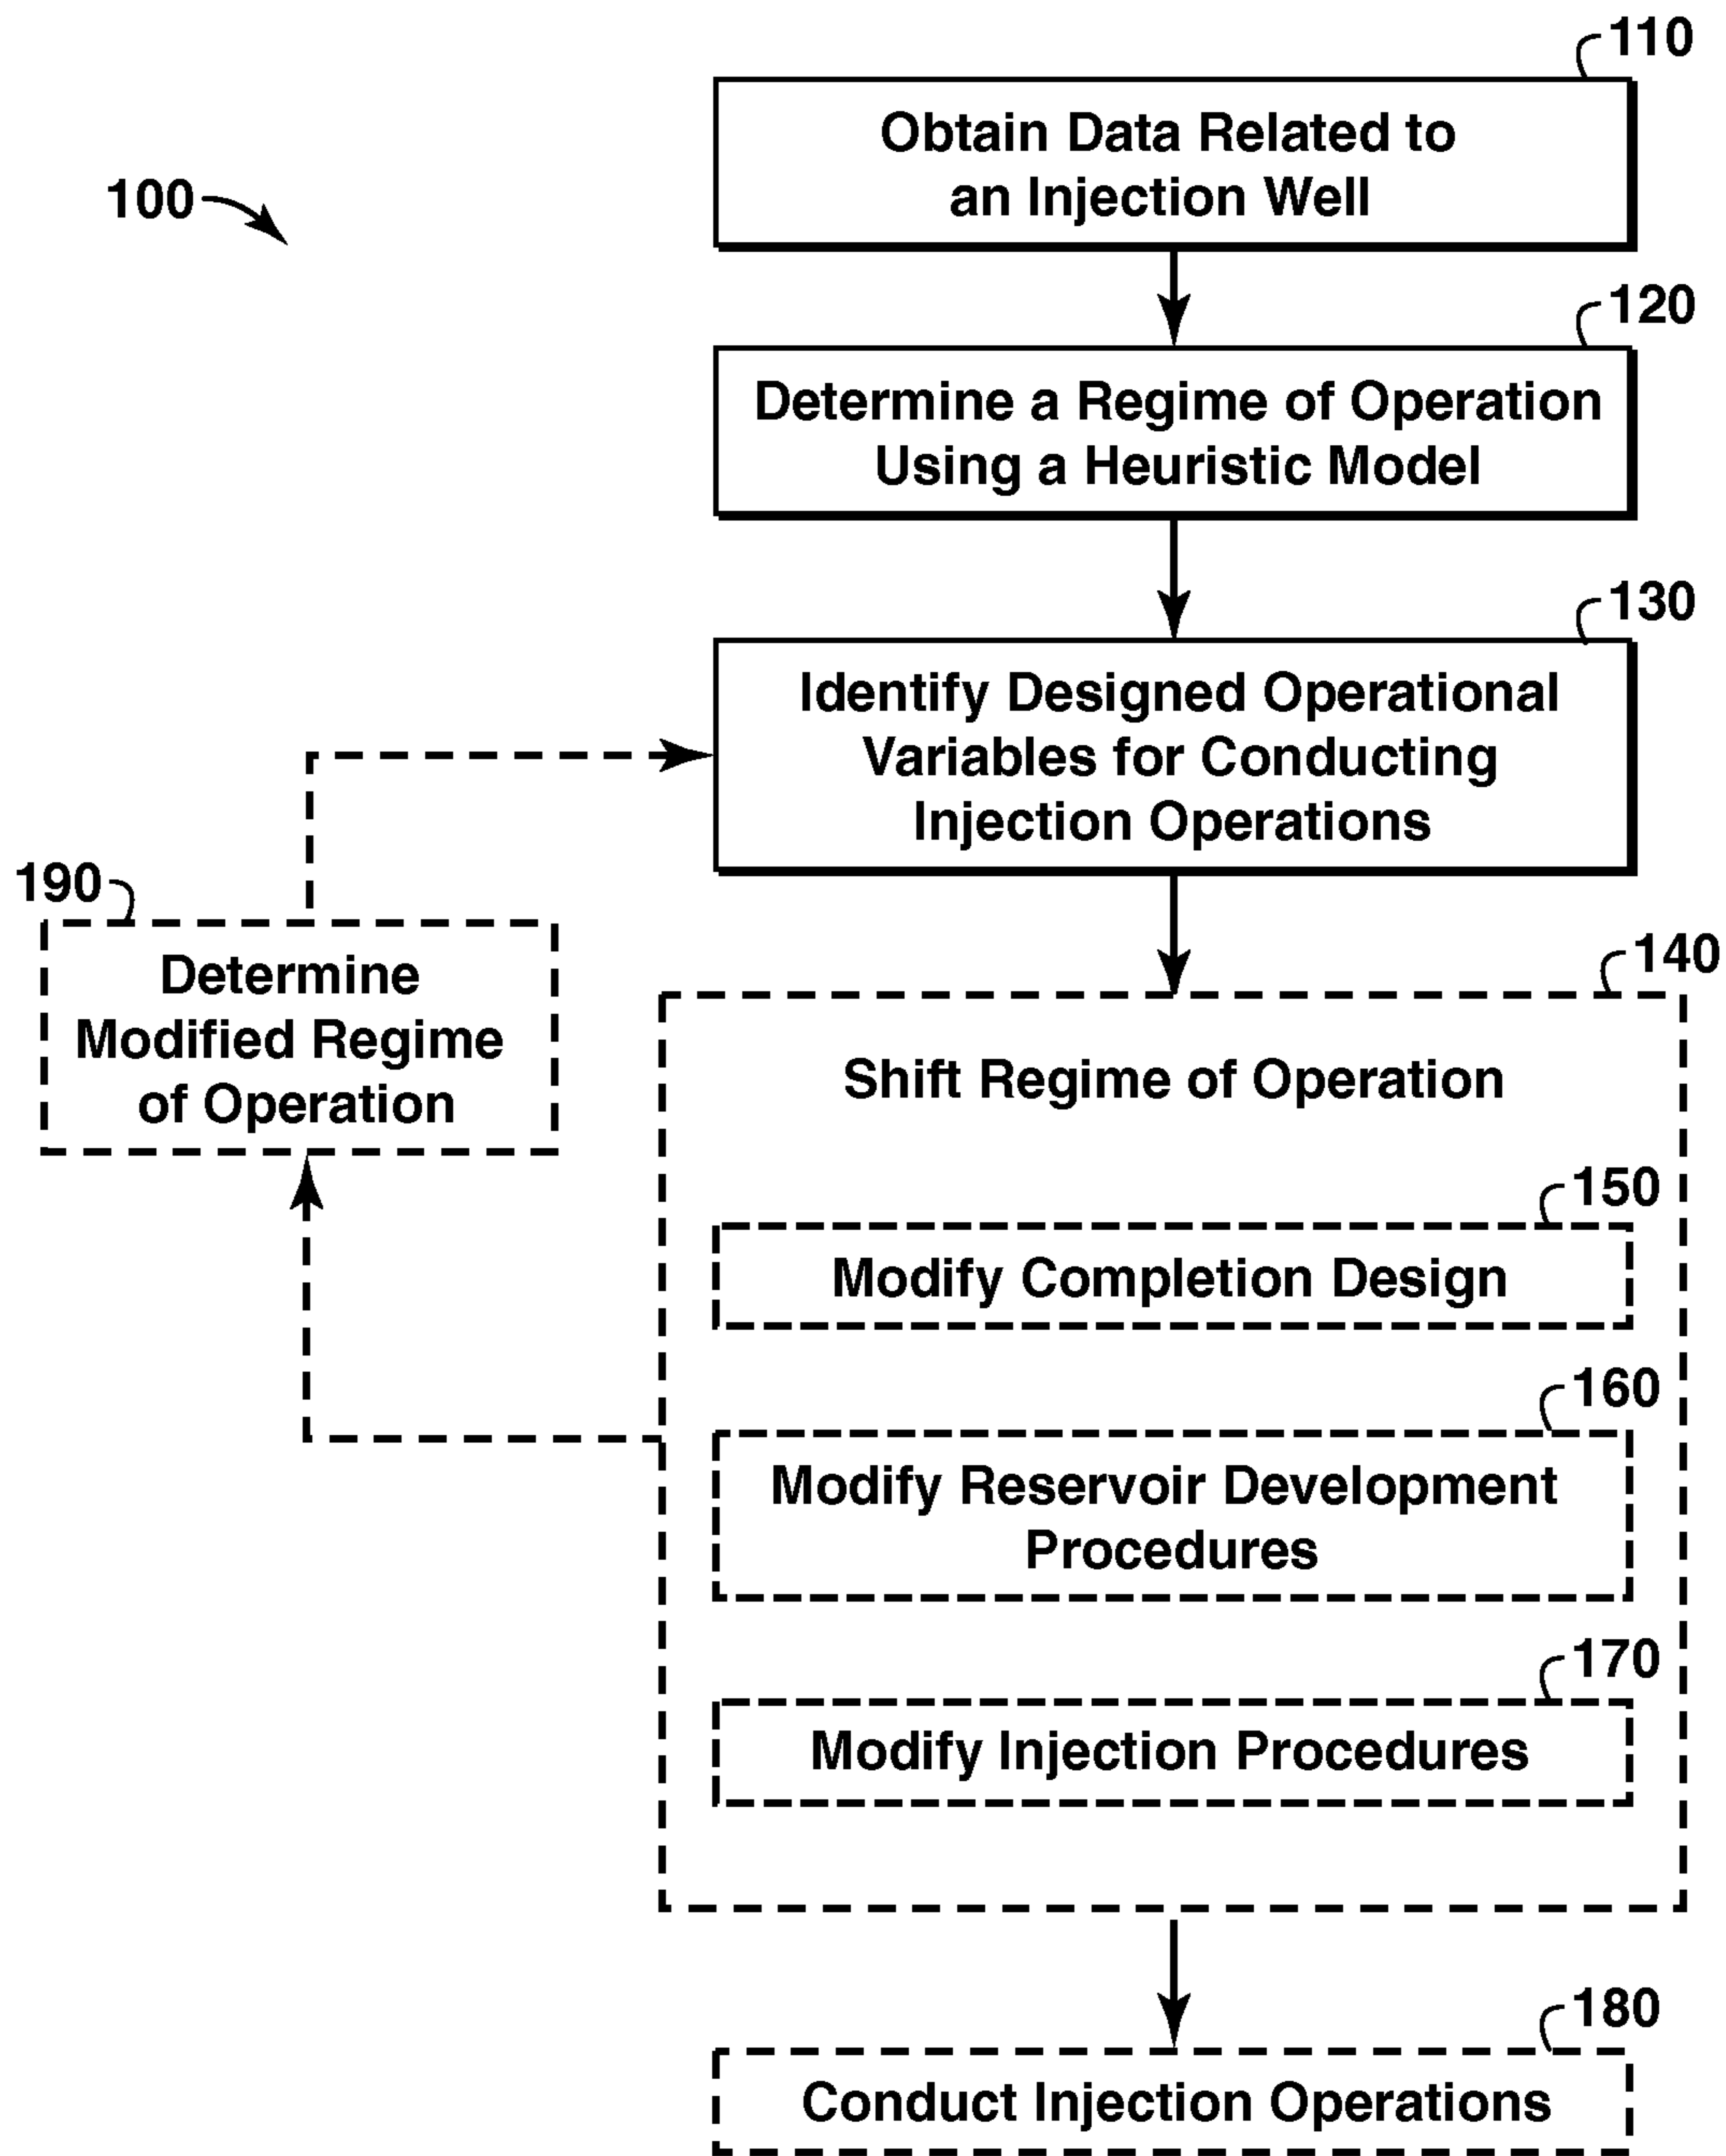 110
Obtain Data Related to
an Injection Well
100
120
Determine a Regime of Operation
Using a Heuristic Model
130
Identify Designed Operational
Variables for Conducting
Injection Operations
190
Determine
Modified Regime
of Operation
140
Shift Regime of Operation
150
Modify Completion Design
160
Modify Reservoir Development
Procedures
170
Modify Injection Procedures
180
Conduct Injection Operations